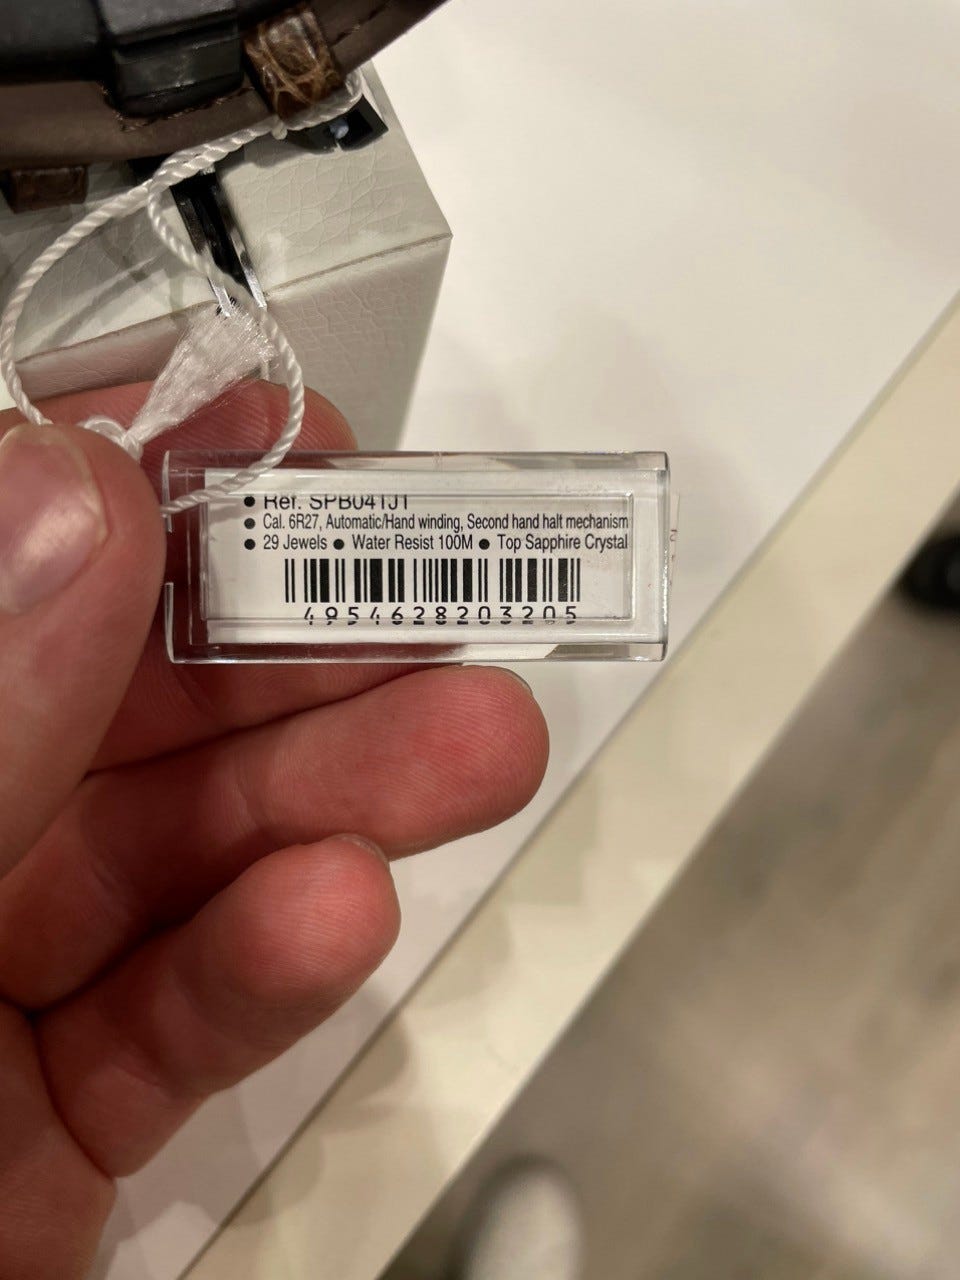 ● Ref. SPB041J1
● Cal. 6R27, Automatic/Hand winding, Second hand halt mechanism
● 29 Jewels ● Water Resist 100M ● Top Sapphire Crystal
4954628203205